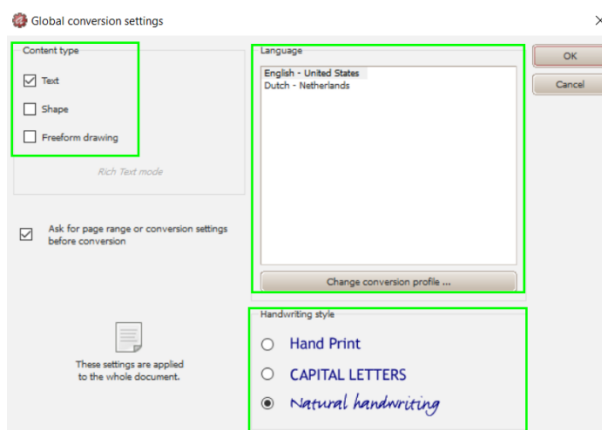 Global conversion settings
Content type
Text
Shape
Freeform drawing
Rich Text mode
Ask for page range or conversion settings
before conversion
These settings are applied
to the whole document.
Language
English - United States
Dutch - Netherlands
Change conversion profile ...
Handwriting style
Hand Print
CAPITAL LETTERS
Natural handwriting
OK
Cancel